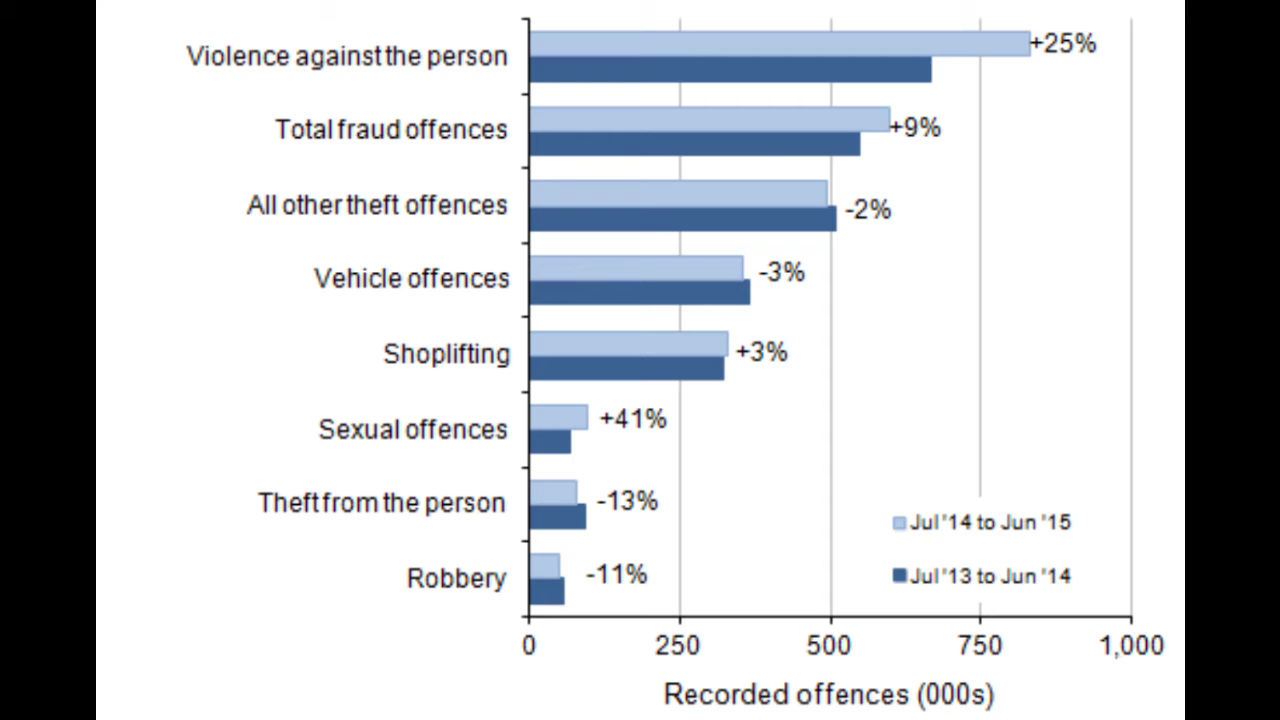 Violence against the person
+25%
Total fraud offences
+9%
All other theft offences
-2%
Vehicle offences
-3%
Shoplifting
+3%
Sexual offences
+41%
Theft from the person
-13%
Robbery
-11%
Jul '14 to Jun '15
Jul '13 to Jun '14
0 250 500 750 1,000
Recorded offences (000s)